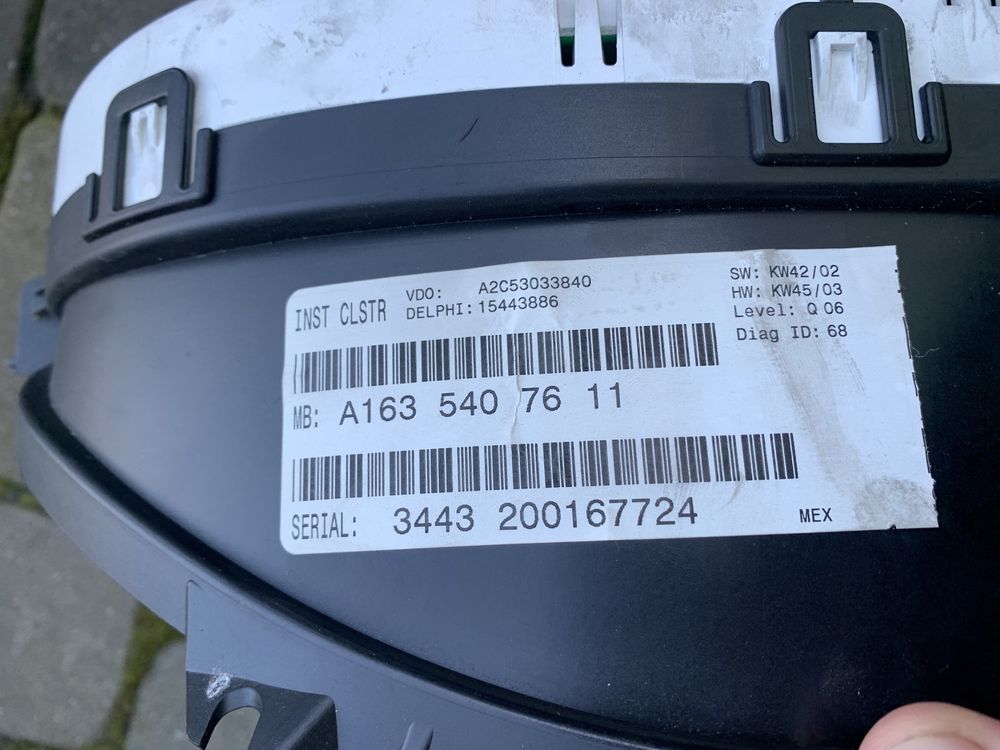 INST CLSTR
VDO: A2C53033840
DELPHI: 15443886
SW: KW42/02
HW: KW45/03
Level: Q 06
Diag ID: 68
MB: A163 540 76 11
SERIAL: 3443 200167724
MEX